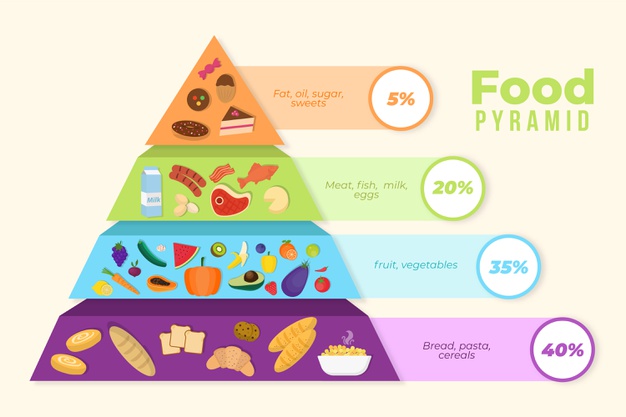 Food
PYRAMID
Fat, oil, sugar,
sweets
5%
Meat, fish, milk,
eggs
20%
Milk
fruit, vegetables
35%
Bread, pasta,
cereals
40%